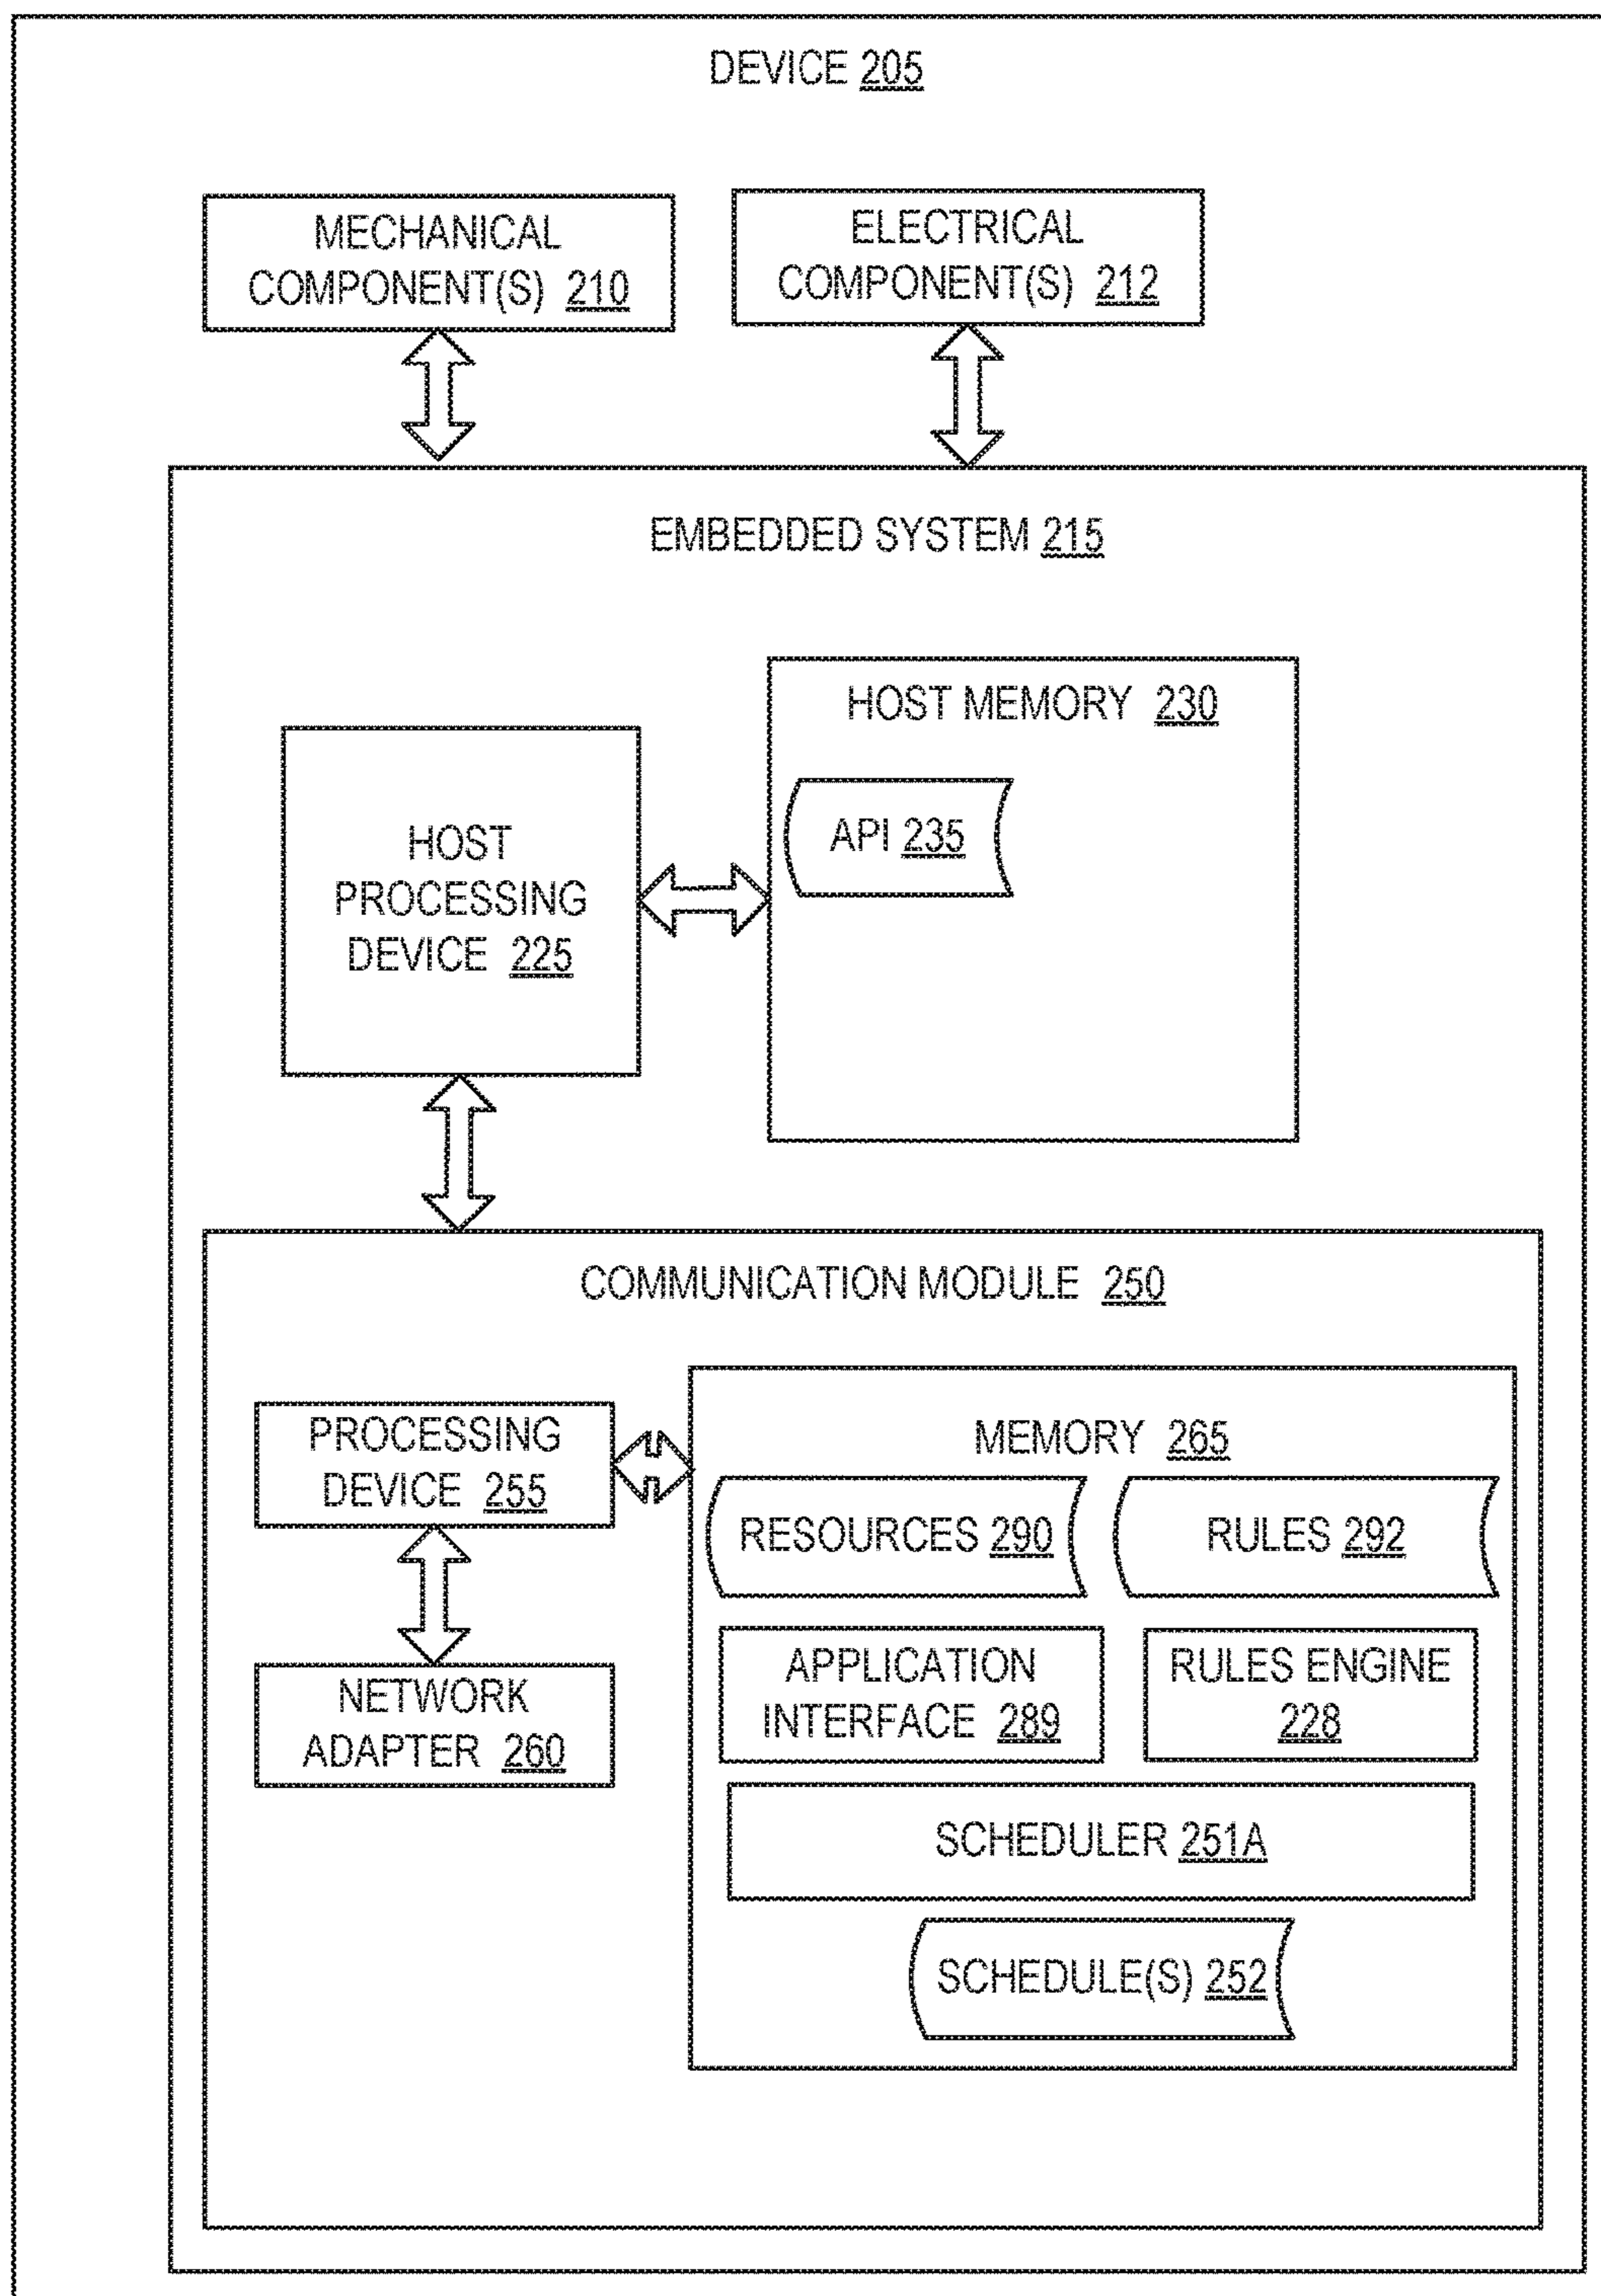 DEVICE 205
MECHANICAL
COMPONENT(S) 210
ELECTRICAL
COMPONENT(S) 212
EMBEDDED SYSTEM 215
HOST MEMORY 230
API 235
HOST
PROCESSING
DEVICE 225
COMMUNICATION MODULE 250
PROCESSING
DEVICE 255
NETWORK
ADAPTER 260
MEMORY 265
RESOURCES 290
RULES 292
APPLICATION
INTERFACE 289
RULES ENGINE
228
SCHEDULER 251A
SCHEDULE(S) 252